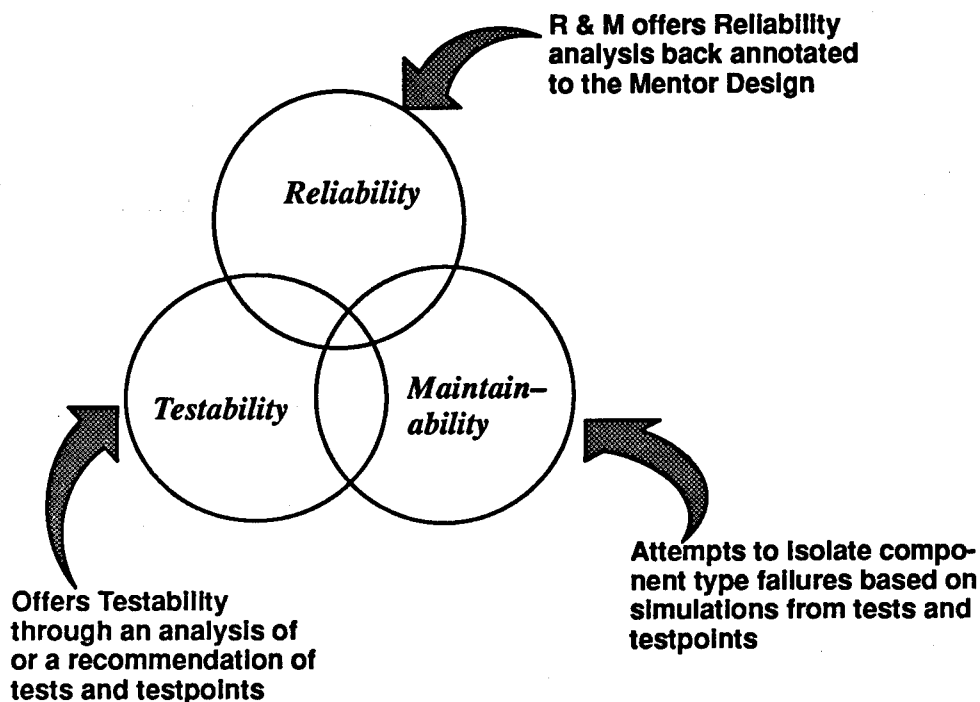 R & M offers Reliability
analysis back annotated
to the Mentor Design
Reliability
Testability
Maintain–
ability
Attempts to Isolate compo-
nent type failures based on
simulations from tests and
testpoints
Offers Testability
through an analysis of
or a recommendation of
tests and testpoints